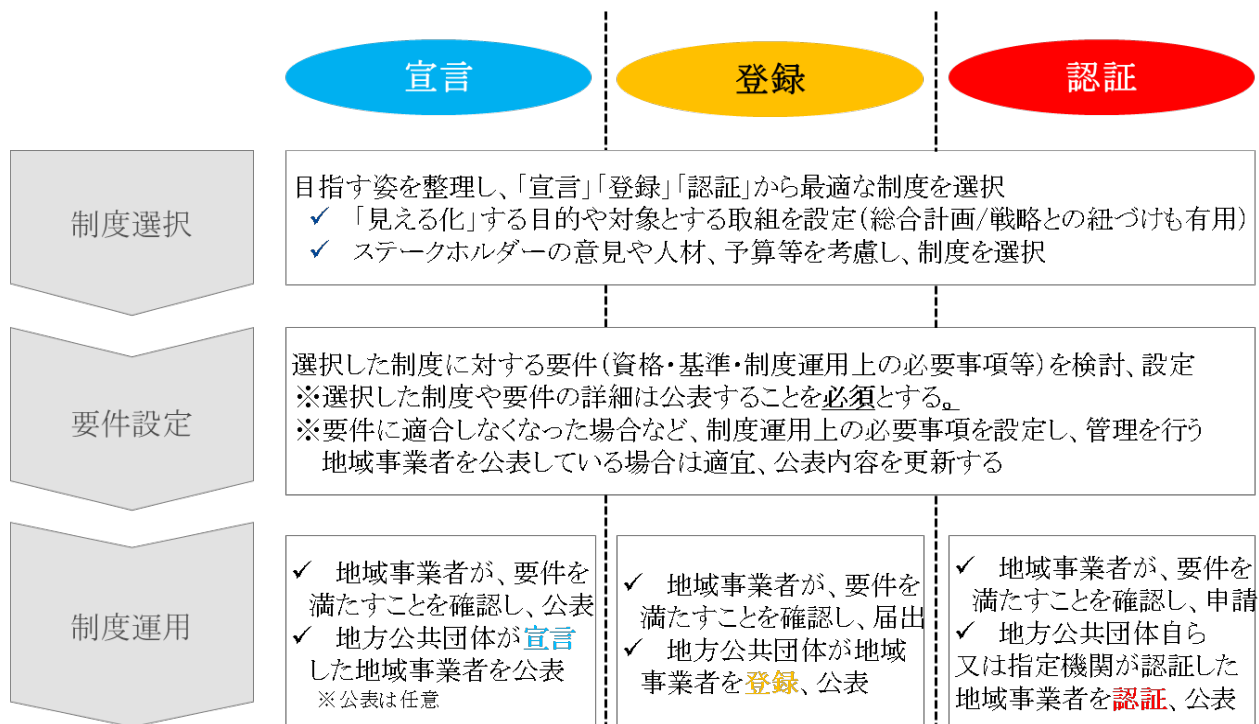 宣言
登録
認証
制度選択
目指す姿を整理し、「宣言」「登録」「認証」から最適な制度を選択
✓ 「見える化」する目的や対象とする取組を設定(総合計画/戦略との紐づけも有用)
✓ ステークホルダーの意見や人材、予算等を考慮し、制度を選択
要件設定
選択した制度に対する要件(資格・基準・制度運用上の必要事項等)を検討、設定
※選択した制度や要件の詳細は公表することを必須とする。
※要件に適合しなくなった場合など、制度運用上の必要事項を設定し、管理を行う
地域事業者を公表している場合は適宜、公表内容を更新する
制度運用
✓ 地域事業者が、要件を
満たすことを確認し、公表
✓ 地方公共団体が宣言
した地域事業者を公表
※公表は任意
✓ 地域事業者が、要件を
満たすことを確認し、届出
✓ 地方公共団体が地域
事業者を登録、公表
✓ 地域事業者が、要件を
満たすことを確認し、申請
✓ 地方公共団体自ら
又は指定機関が認証した
地域事業者を認証、公表